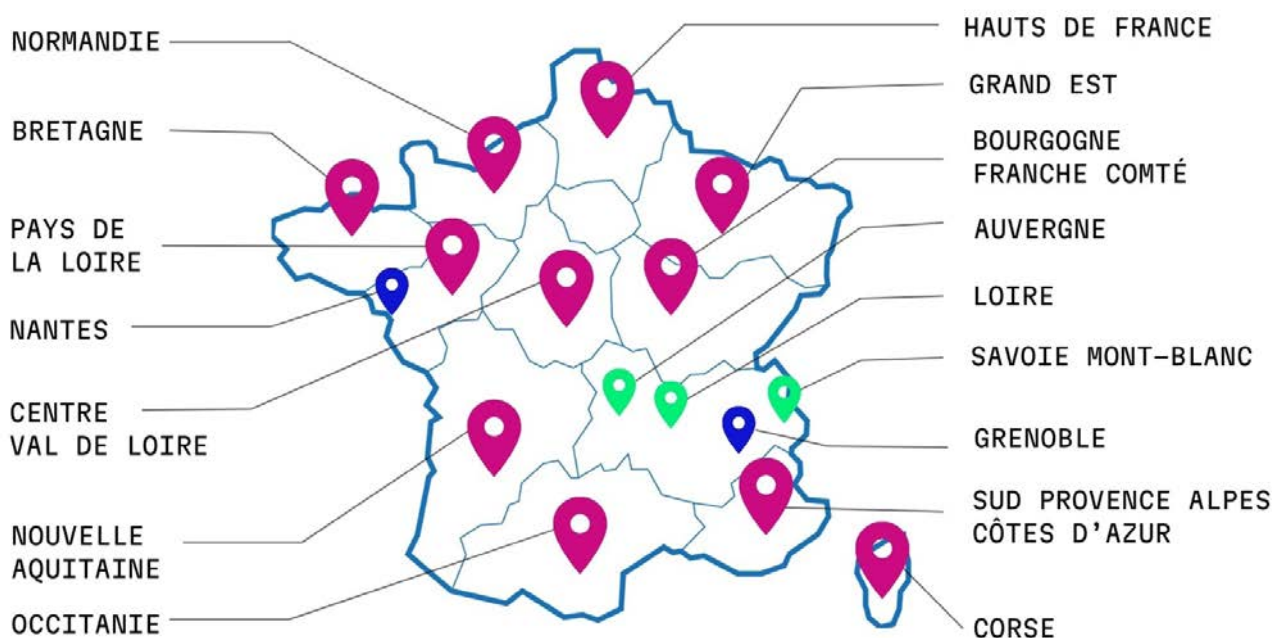 NORMANDIE
BRETAGNE
PAYS DE
LA LOIRE
NANTES
CENTRE
VAL DE LOIRE
NOUVELLE
AQUITAINE
OCCITANIE
HAUTS DE FRANCE
GRAND EST
BOURGOGNE
FRANCHE COMTÉ
AUVERGNE
LOIRE
SAVOIE MONT-BLANC
GRENOBLE
SUD PROVENCE ALPES
CÔTES D'AZUR
CORSE